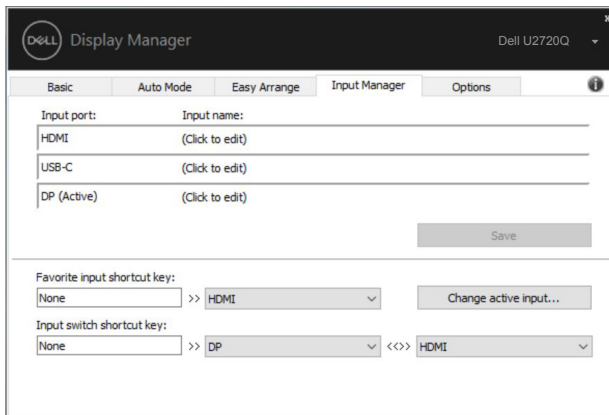 DELL Display Manager Dell U2720Q
Basic Auto Mode Easy Arrange Input Manager Options
Input port: Input name:
HDMI (Click to edit)
USB-C (Click to edit)
DP (Active) (Click to edit)
Save
Favorite input shortcut key:
None >> HDMI Change active input...
Input switch shortcut key:
None >> DP <<>> HDMI